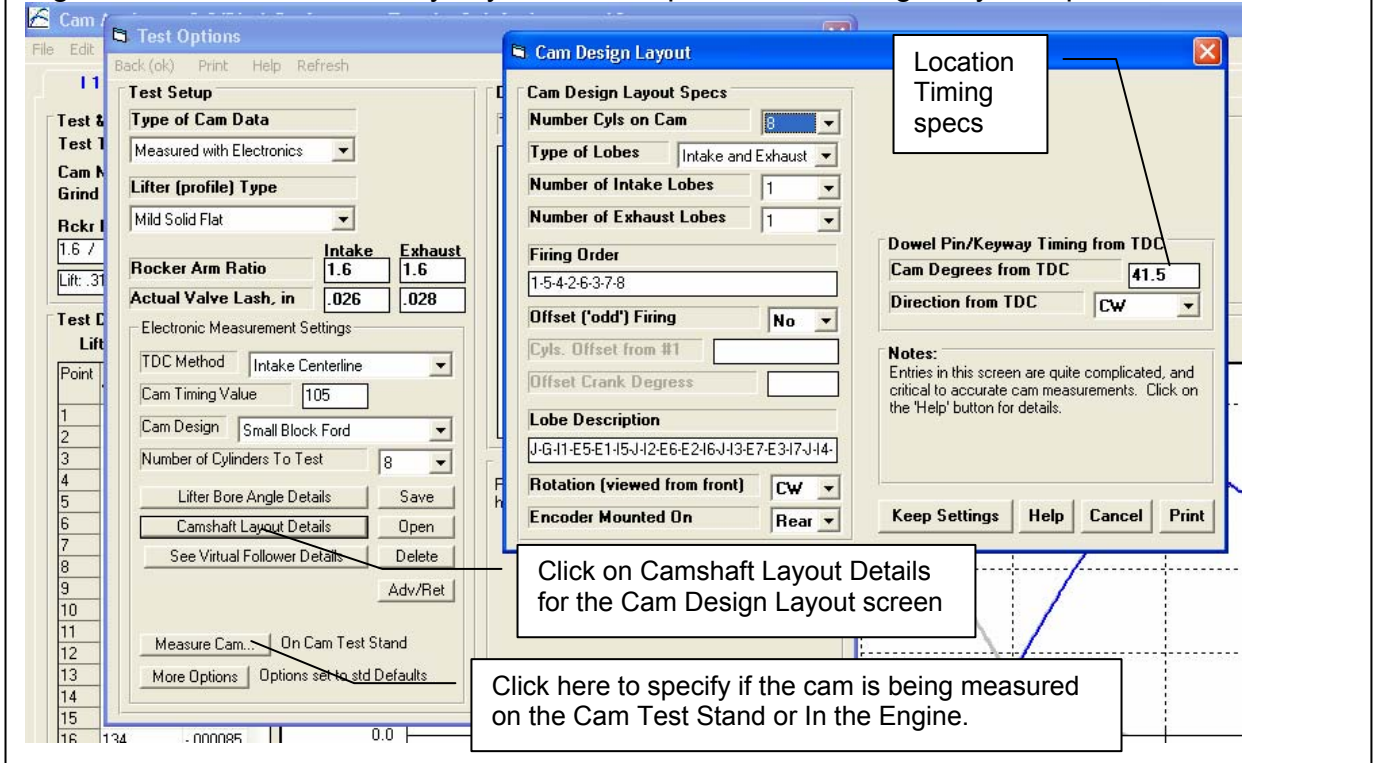 Cam
File Edit
Test Options
Back (ok) Print Help Refresh
Test Setup
Type of Cam Data
Measured with Electronics
Lifter (profile) Type
Mild Solid Flat
Intake Exhaust
Rocker Arm Ratio 1.6 1.6
Actual Valve Lash, in .026 .028
Electronic Measurement Settings
TDC Method Intake Centerline
Cam Timing Value 105
Cam Design Small Block Ford
Number of Cylinders To Test 8
Lifter Bore Angle Details Save
Camshaft Layout Details Open
See Virtual Follower Details Delete
Adv/Ret
Measure Cam... On Cam Test Stand
More Options Options set to std Defaults
Test &
Test
Cam
Grind
Rckr
1.6 /
Lift: .31
Test
Lift
Point
1
2
3
4
5
6
7
8
9
10
11
12
13
14
15
16 134 -.000085
0.0
Cam Design Layout
Cam Design Layout Specs
Number Cyls on Cam 8
Type of Lobes Intake and Exhaust
Number of Intake Lobes 1
Number of Exhaust Lobes 1
Firing Order
1-5-4-2-6-3-7-8
Offset ('odd') Firing No
Cyls. Offset from #1
Offset Crank Degress
Lobe Description
J-G-I1-E5-E1-I5-J-I2-E6-E2-I6-J-I3-E7-E3-I7-J-I4-
Rotation (viewed from front) CW
Encoder Mounted On Rear
Location
Timing
specs
Dowel Pin/Keyway Timing from TDC
Cam Degrees from TDC 41.5
Direction from TDC CW
Notes:
Entries in this screen are quite complicated, and
critical to accurate cam measurements. Click on
the 'Help' button for details.
Keep Settings Help Cancel Print
Click on Camshaft Layout Details
for the Cam Design Layout screen
Click here to specify if the cam is being measured
on the Cam Test Stand or In the Engine.